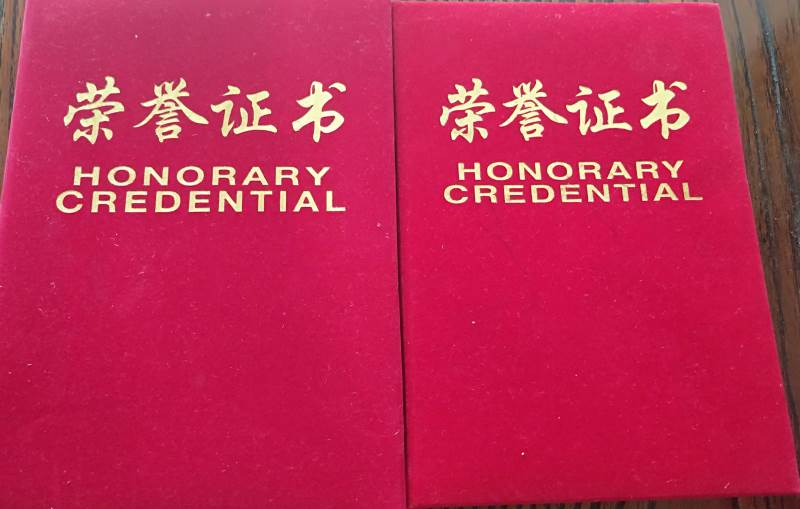 荣誉证书
HONORARY
CREDENTIAL
荣誉证书
HONORARY
CREDENTIAL